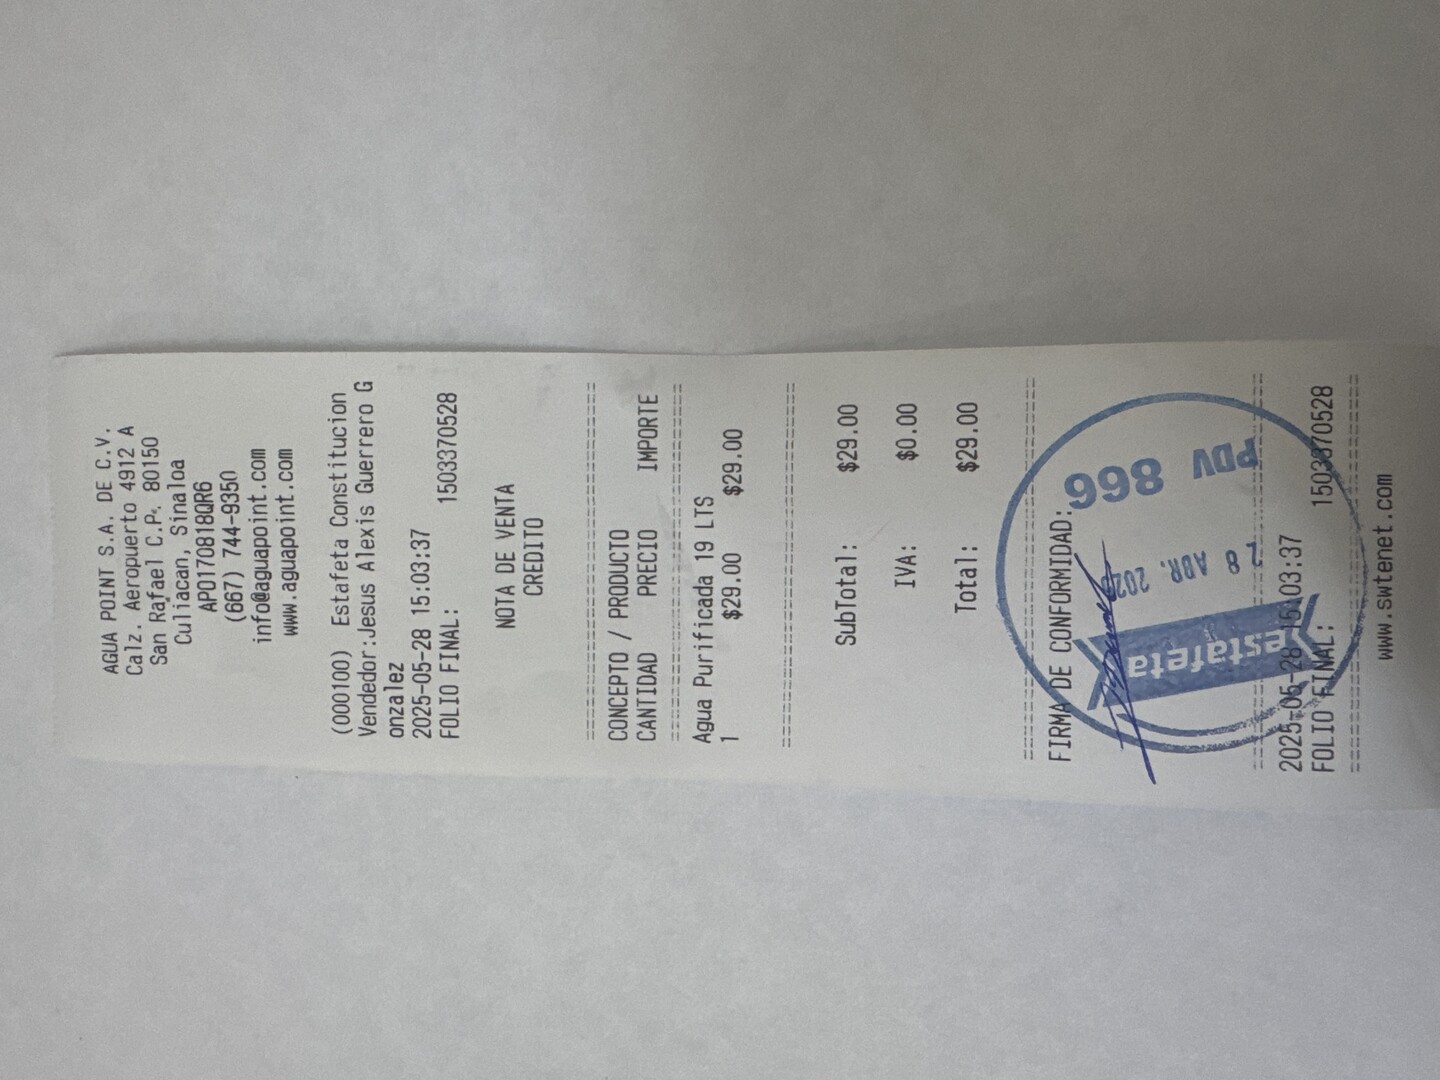 AGUA POINT S.A. DE C.V.
Calz. Aeropuerto 4912 A
San Rafael C.P. 80150
Culiacan, Sinaloa
APO170818QR6
(667) 744-9350
info@aguapoint.com
www.aguapoint.com
(000100) Estafeta Constitucion
Vendedor:Jesus Alexis Guerrero G
onzalez
2025-05-28 15:03:37
FOLIO FINAL: 1503370528
NOTA DE VENTA
CREDITO
CONCEPTO / PRODUCTO
CANTIDAD PRECIO IMPORTE
Agua Purificada 19 LTS
1 $29.00 $29.00
SubTotal: $29.00
IVA: $0.00
Total: $29.00
FIRMA DE CONFORMIDAD:
PDV 866
28 ABR. 202
estafeta
2025-05-28 15:03:37
FOLIO FINAL: 1503370528
www.swtenet.com